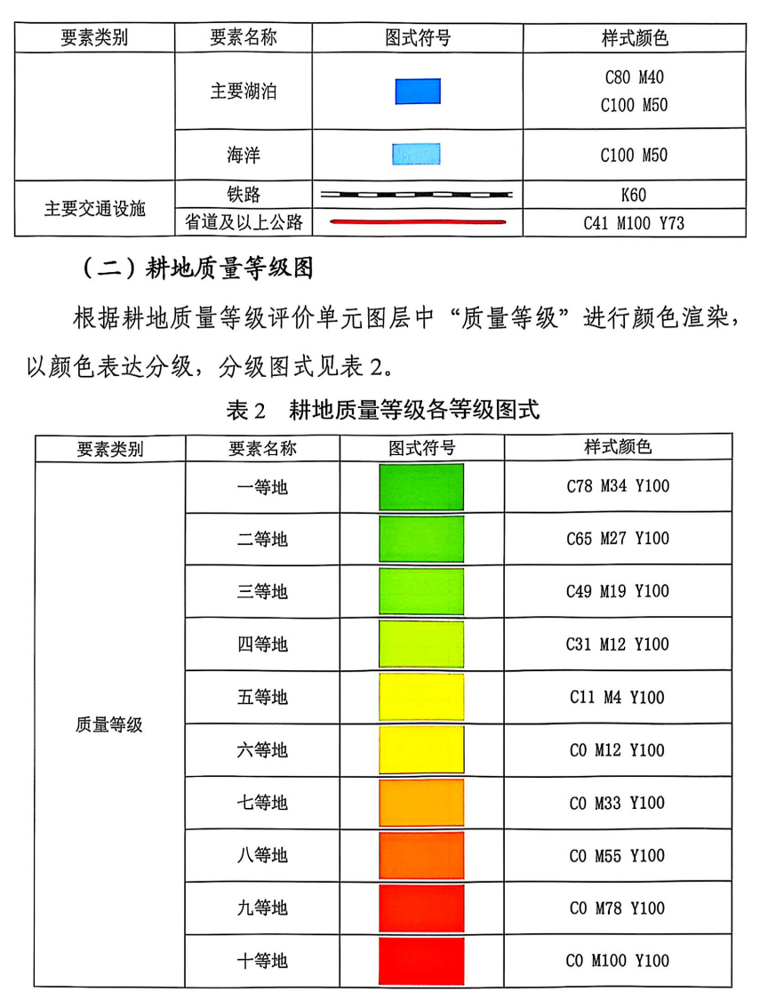 要素类别 要素名称 图式符号 样式颜色
主要湖泊 C80 M40
C100 M50
海洋 C100 M50
主要交通设施 铁路 K60
省道及以上公路 C41 M100 Y73
（二）耕地质量等级图
根据耕地质量等级评价单元图层中“质量等级”进行颜色渲染，
以颜色表达分级，分级图式见表 2。
表 2 耕地质量等级各等级图式
要素类别 要素名称 图式符号 样式颜色
质量等级
一等地 C78 M34 Y100
二等地 C65 M27 Y100
三等地 C49 M19 Y100
四等地 C31 M12 Y100
五等地 C11 M4 Y100
六等地 C0 M12 Y100
七等地 C0 M33 Y100
八等地 C0 M55 Y100
九等地 C0 M78 Y100
十等地 C0 M100 Y100